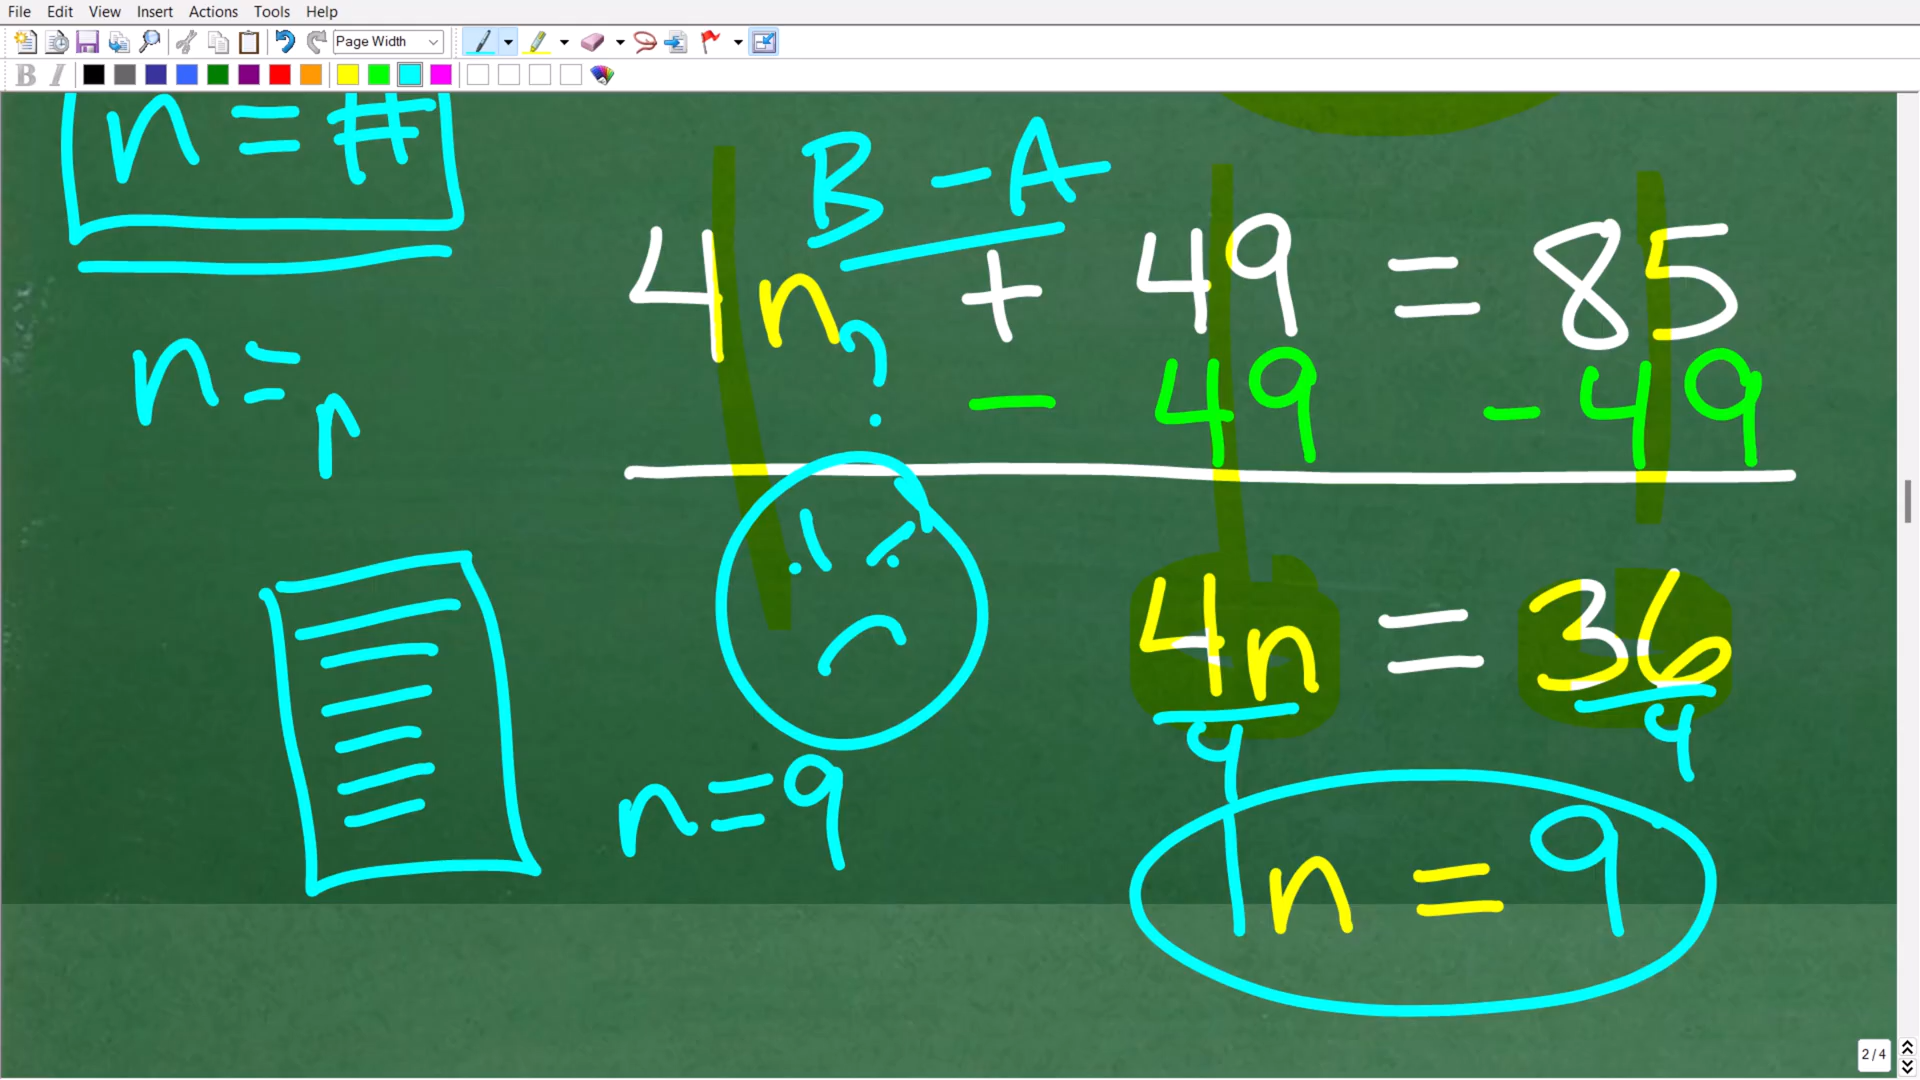 File Edit View Insert Actions Tools Help
Page Width
B I
n = #
B - A
4n + 49 = 85
?
- 49 - 49
n =
4n = 36
4 4
n = 9
1n = 9
2 / 4